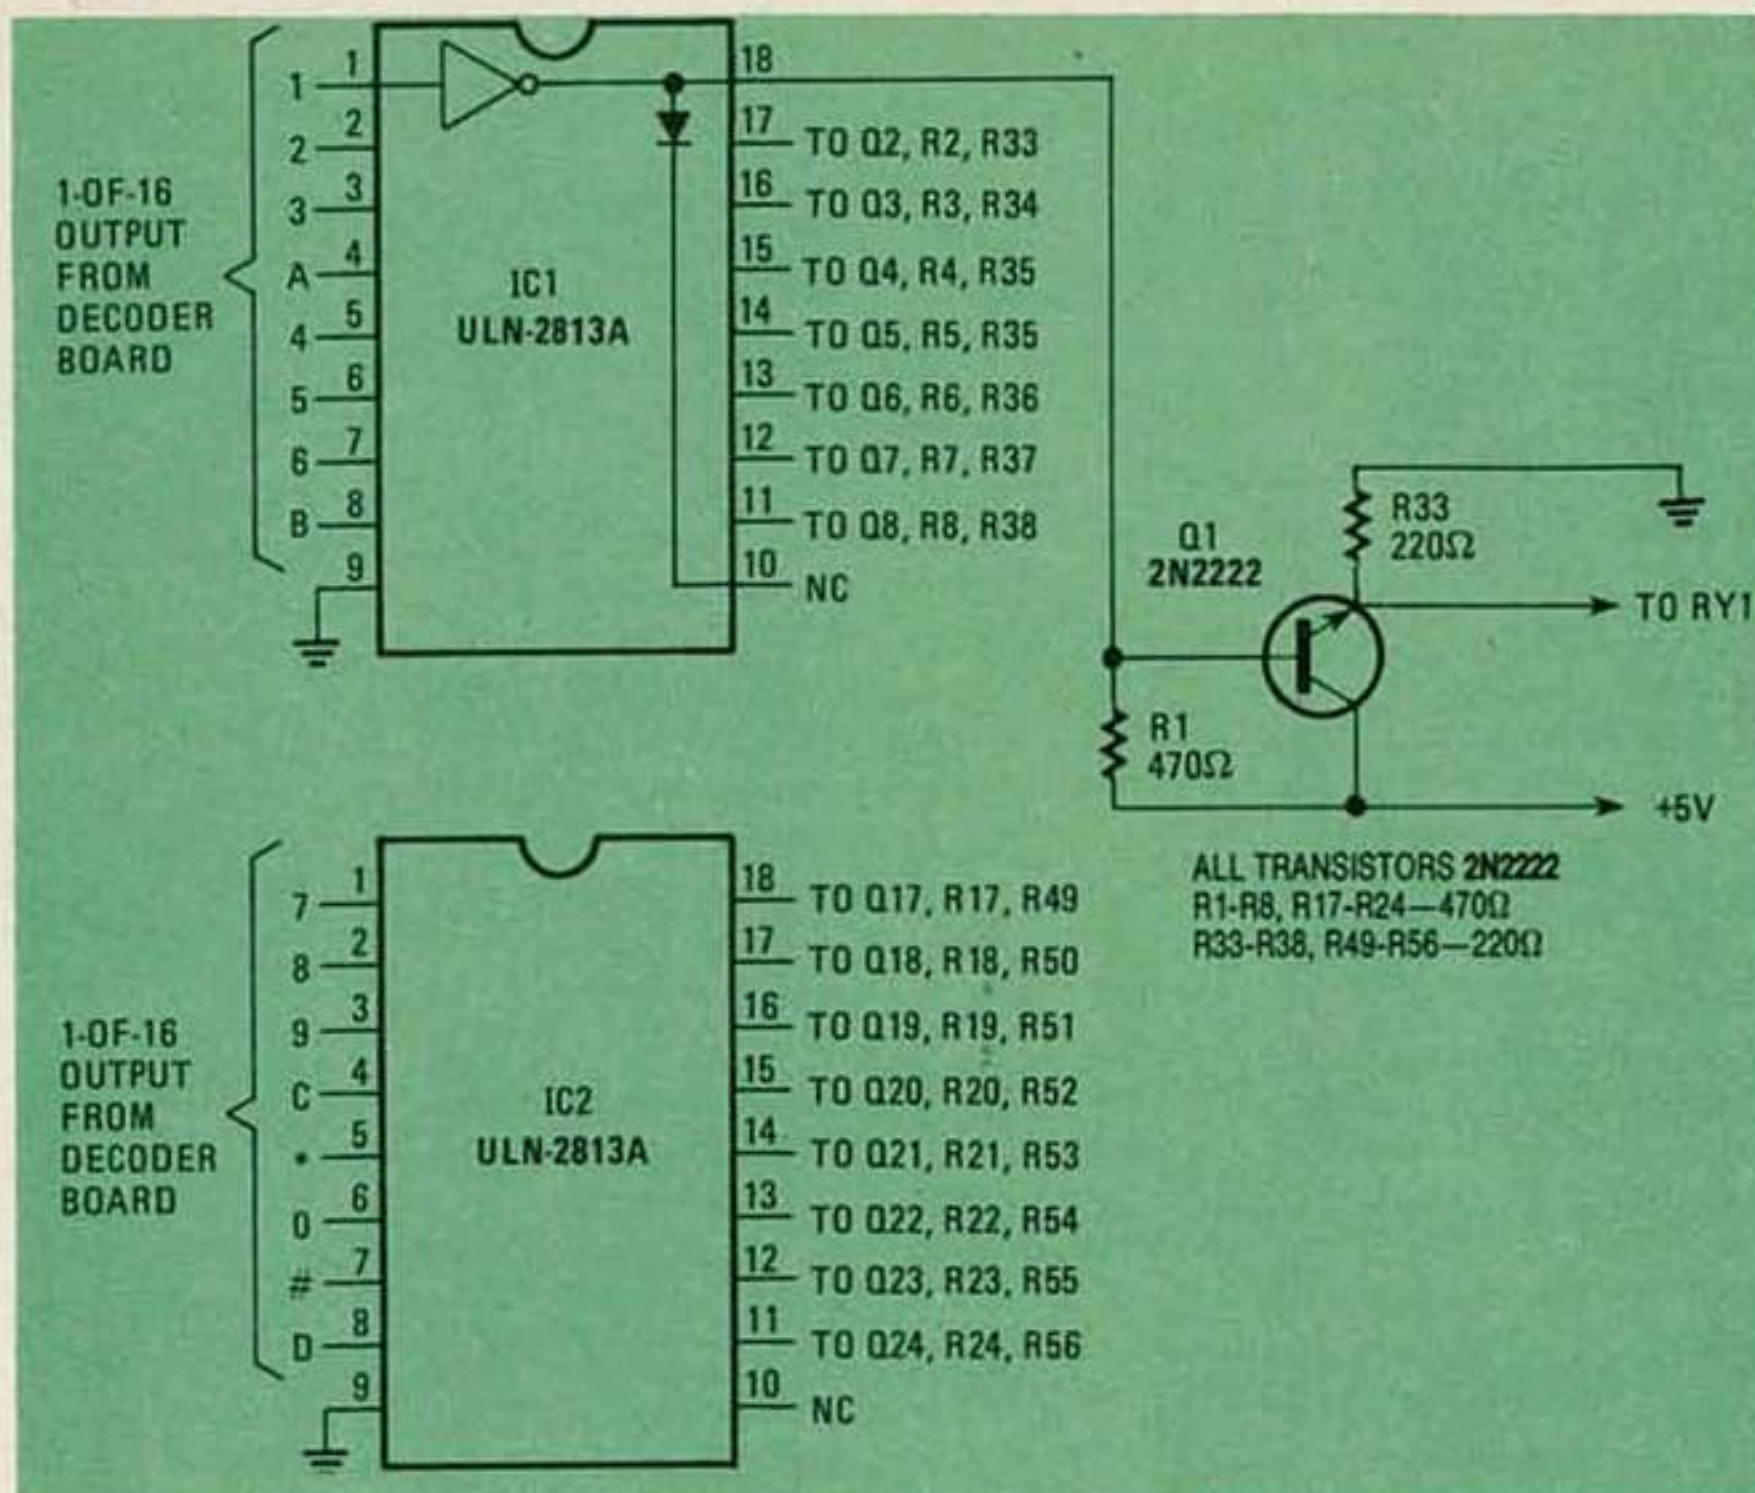 1-OF-16
OUTPUT
FROM
DECODER
BOARD
1 1
2 2
3 3
A 4
4 5
5 6
6 7
B 8
9
IC1
ULN-2813A
18
17 TO Q2, R2, R33
16 TO Q3, R3, R34
15 TO Q4, R4, R35
14 TO Q5, R5, R35
13 TO Q6, R6, R36
12 TO Q7, R7, R37
11 TO Q8, R8, R38
10 NC
Q1
2N2222
R33
220Ω
TO RY1
R1
470Ω
+5V
ALL TRANSISTORS 2N2222
R1-R8, R17-R24—470Ω
R33-R38, R49-R56—220Ω
1-OF-16
OUTPUT
FROM
DECODER
BOARD
7 1
8 2
9 3
C 4
* 5
0 6
# 7
D 8
9
IC2
ULN-2813A
18 TO Q17, R17, R49
17 TO Q18, R18, R50
16 TO Q19, R19, R51
15 TO Q20, R20, R52
14 TO Q21, R21, R53
13 TO Q22, R22, R54
12 TO Q23, R23, R55
11 TO Q24, R24, R56
10 NC